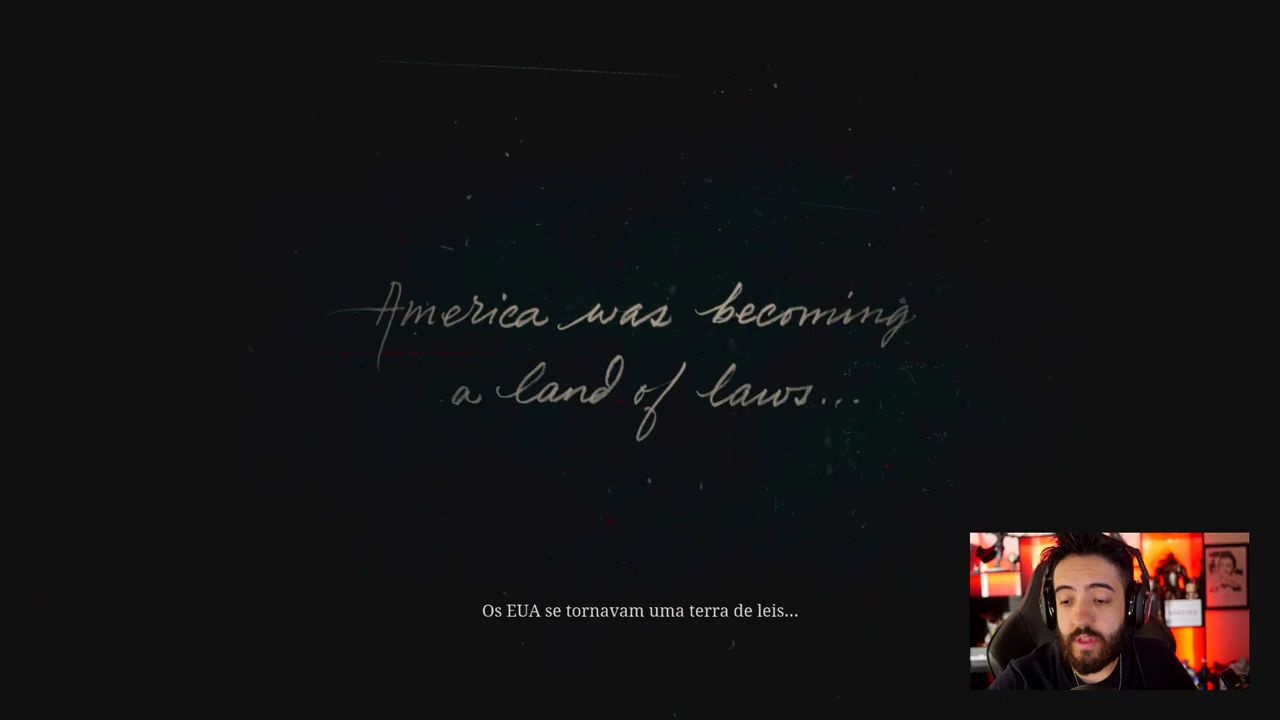 America was becoming
a land of laws...
Os EUA se tornavam uma terra de leis...